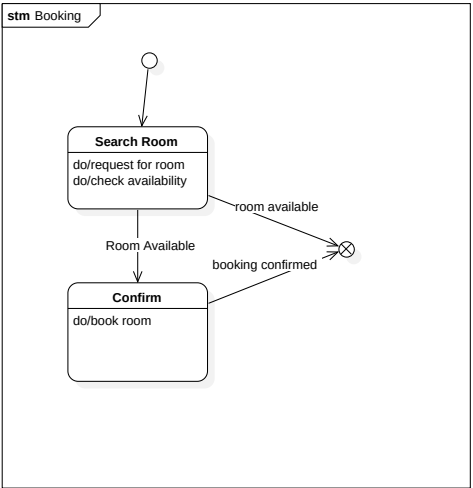 stm Booking
Search Room
do/request for room
do/check availability
room available
Room Available
booking confirmed
Confirm
do/book room